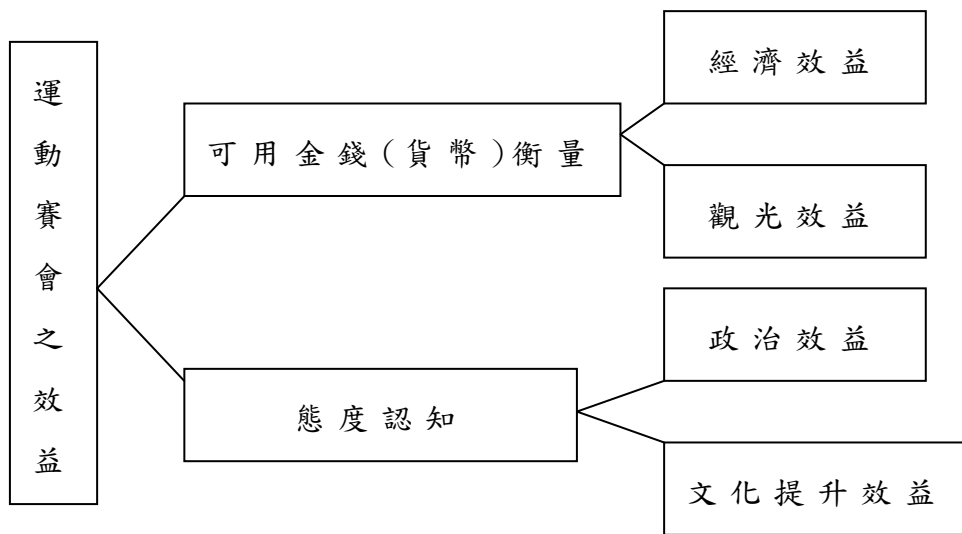 運動賽會之效益
可用金錢(貨幣)衡量
經濟效益
觀光效益
態度認知
政治效益
文化提升效益